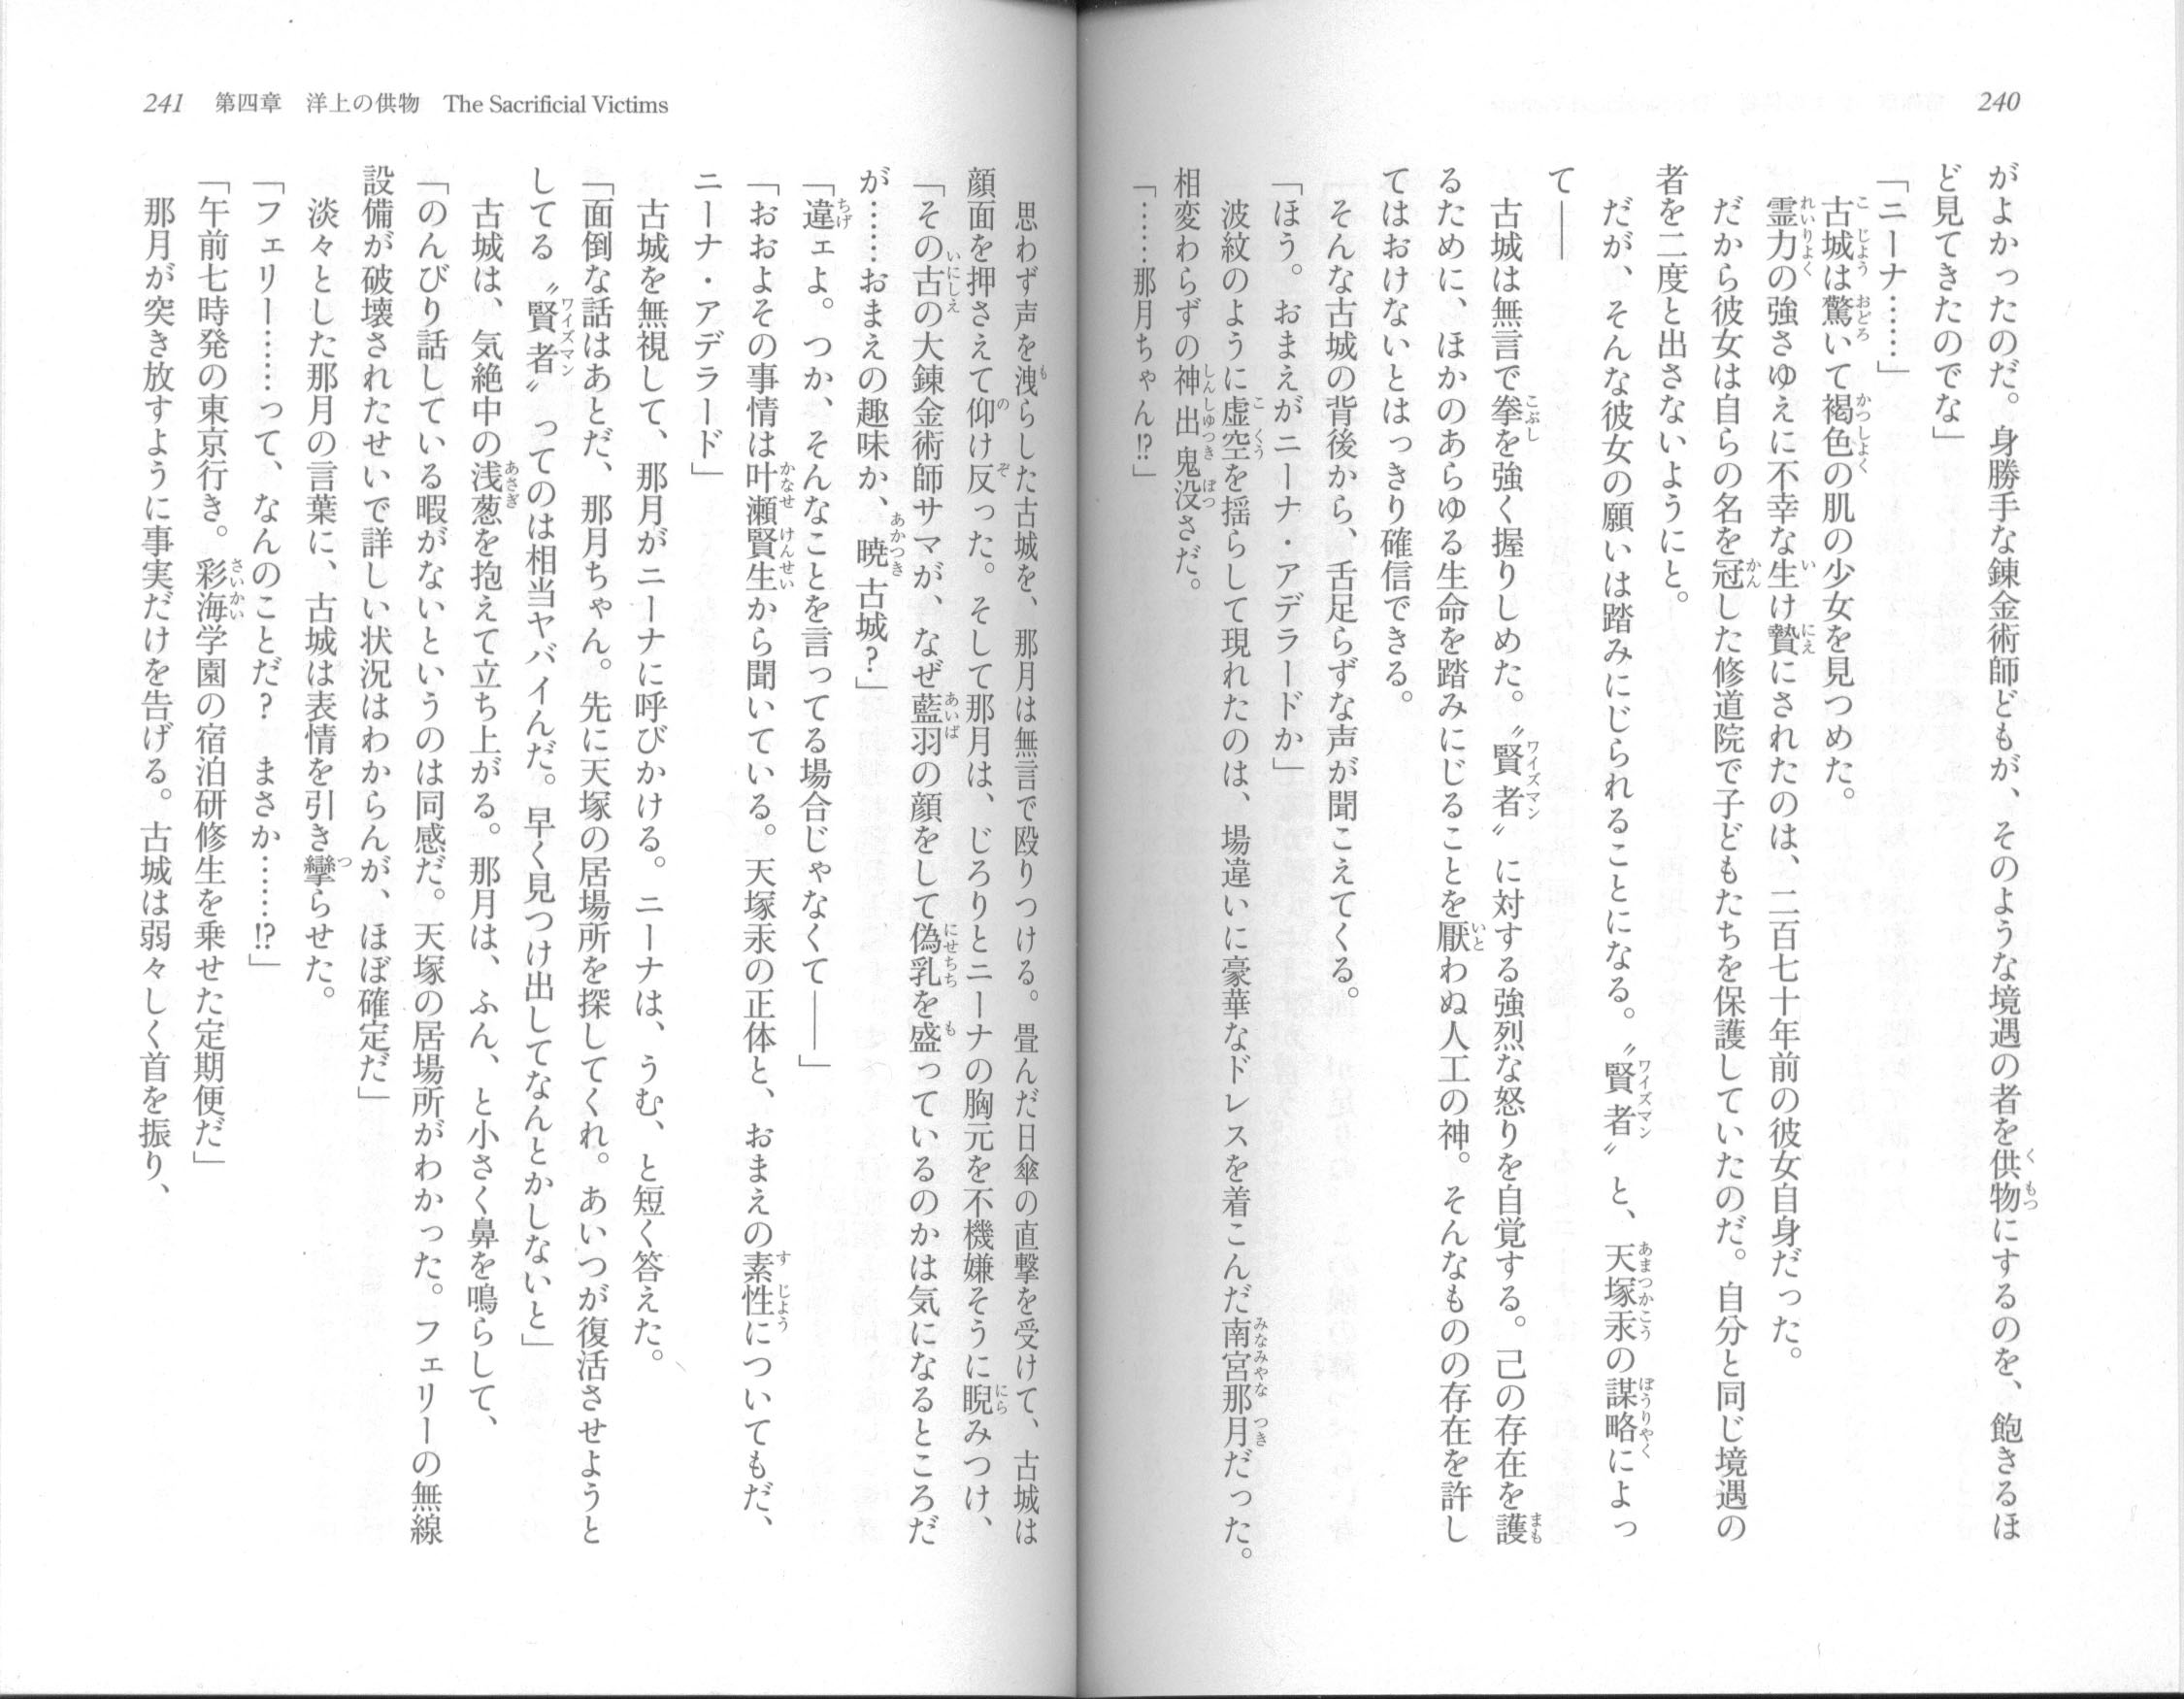 240
がよかったのだ。身勝手な錬金術師どもが、そのような境遇の者を供物にするのを、飽きるほ
ど見てきたのでな」
「ニーナ……」
古城は驚いて褐色の肌の少女を見つめた。
霊力の強さゆえに不幸な生け贄にされたのは、二百七十年前の彼女自身だった。
だから彼女は自らの名を冠した修道院で子どもたちを保護していたのだ。自分と同じ境遇の
者を二度と出さないようにと。
だが、そんな彼女の願いは踏みにじられることになる。〝賢者〟と、天塚汞の謀略によっ
て――
古城は無言で拳を強く握りしめた。〝賢者〟に対する強烈な怒りを自覚する。己の存在を護
るために、ほかのあらゆる生命を踏みにじることを厭わぬ人工の神。そんなものの存在を許し
てはおけないとはっきり確信できる。
そんな古城の背後から、舌足らずな声が聞こえてくる。
「ほう。おまえがニーナ・アデラードか」
波紋のように虚空を揺らして現れたのは、場違いに豪華なドレスを着こんだ南宮那月だった。
相変わらずの神出鬼没さだ。
「……那月ちゃん!?」
241 第四章 洋上の供物 The Sacrificial Victims
思わず声を洩らした古城を、那月は無言で殴りつける。畳んだ日傘の直撃を受けて、古城は
顔面を押さえて仰け反った。そして那月は、じろりとニーナの胸元を不機嫌そうに睨みつけ、
「その古の大錬金術師サマが、なぜ藍羽の顔をして偽乳を盛っているのかは気になるところだ
が……おまえの趣味か、暁古城?」
「違ェよ。つか、そんなことを言ってる場合じゃなくて――」
「おおよその事情は叶瀬賢生から聞いている。天塚汞の正体と、おまえの素性についてもだ、
ニーナ・アデラード」
古城を無視して、那月がニーナに呼びかける。ニーナは、うむ、と短く答えた。
「面倒な話はあとだ、那月ちゃん。先に天塚の居場所を探してくれ。あいつが復活させようと
してる〝賢者〟ってのは相当ヤバイんだ。早く見つけ出してなんとかしないと」
古城は、気絶中の浅葱を抱えて立ち上がる。那月は、ふん、と小さく鼻を鳴らして、
「のんびり話している暇がないというのは同感だ。天塚の居場所がわかった。フェリーの無線
設備が破壊されたせいで詳しい状況はわからんが、ほぼ確定だ」
淡々とした那月の言葉に、古城は表情を引き攣らせた。
「フェリー……って、なんのことだ? まさか……!?」
「午前七時発の東京行き。彩海学園の宿泊研修生を乗せた定期便だ」
那月が突き放すように事実だけを告げる。古城は弱々しく首を振り、